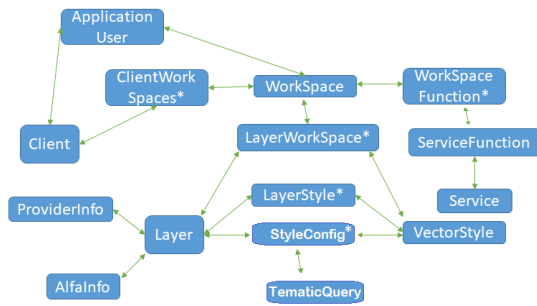 Application
User
ClientWork
Spaces*
WorkSpace
WorkSpace
Function*
Client
LayerWorkSpace*
ServiceFunction
ProviderInfo
LayerStyle*
Service
Layer
StyleConfig*
VectorStyle
AlfaInfo
TematicQuery